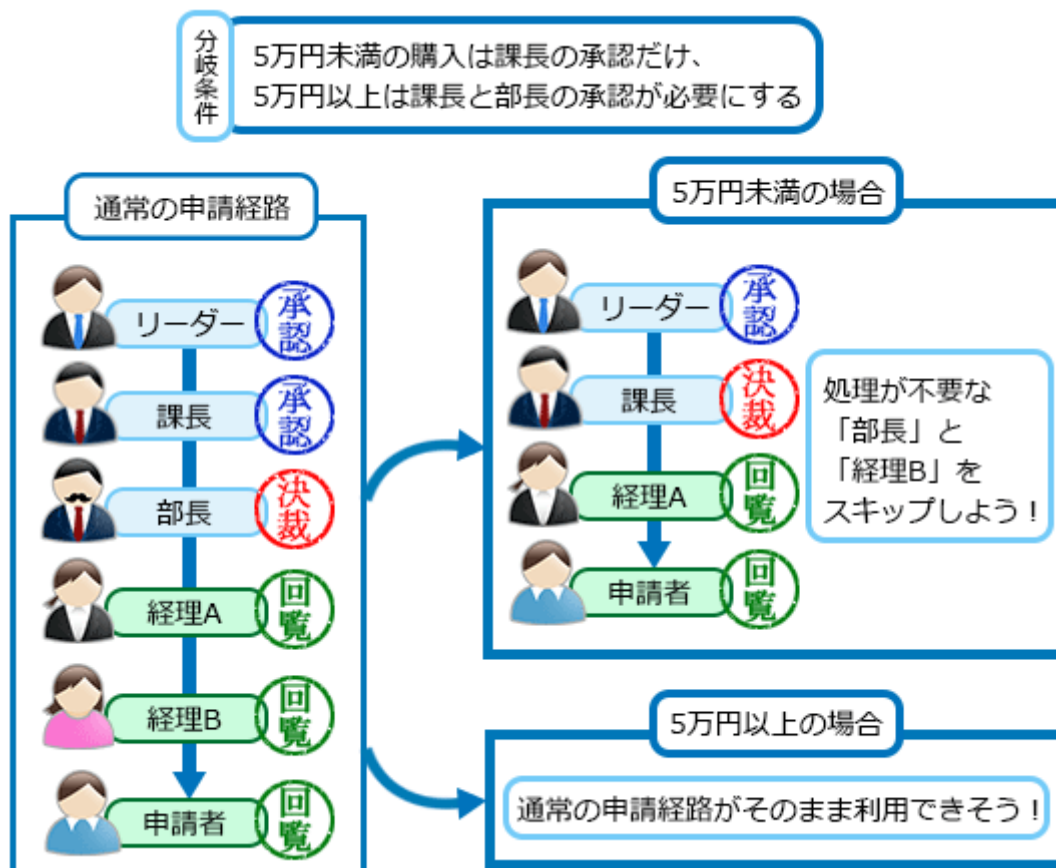 分岐条件
5万円未満の購入は課長の承認だけ、
5万円以上は課長と部長の承認が必要にする
通常の申請経路
リーダー 承認
課長 承認
部長 決裁
経理A 回覧
経理B 回覧
申請者 回覧
5万円未満の場合
リーダー 承認
課長 決裁
経理A 回覧
申請者 回覧
処理が不要な
「部長」と
「経理B」を
スキップしよう！
5万円以上の場合
通常の申請経路がそのまま利用できそう！